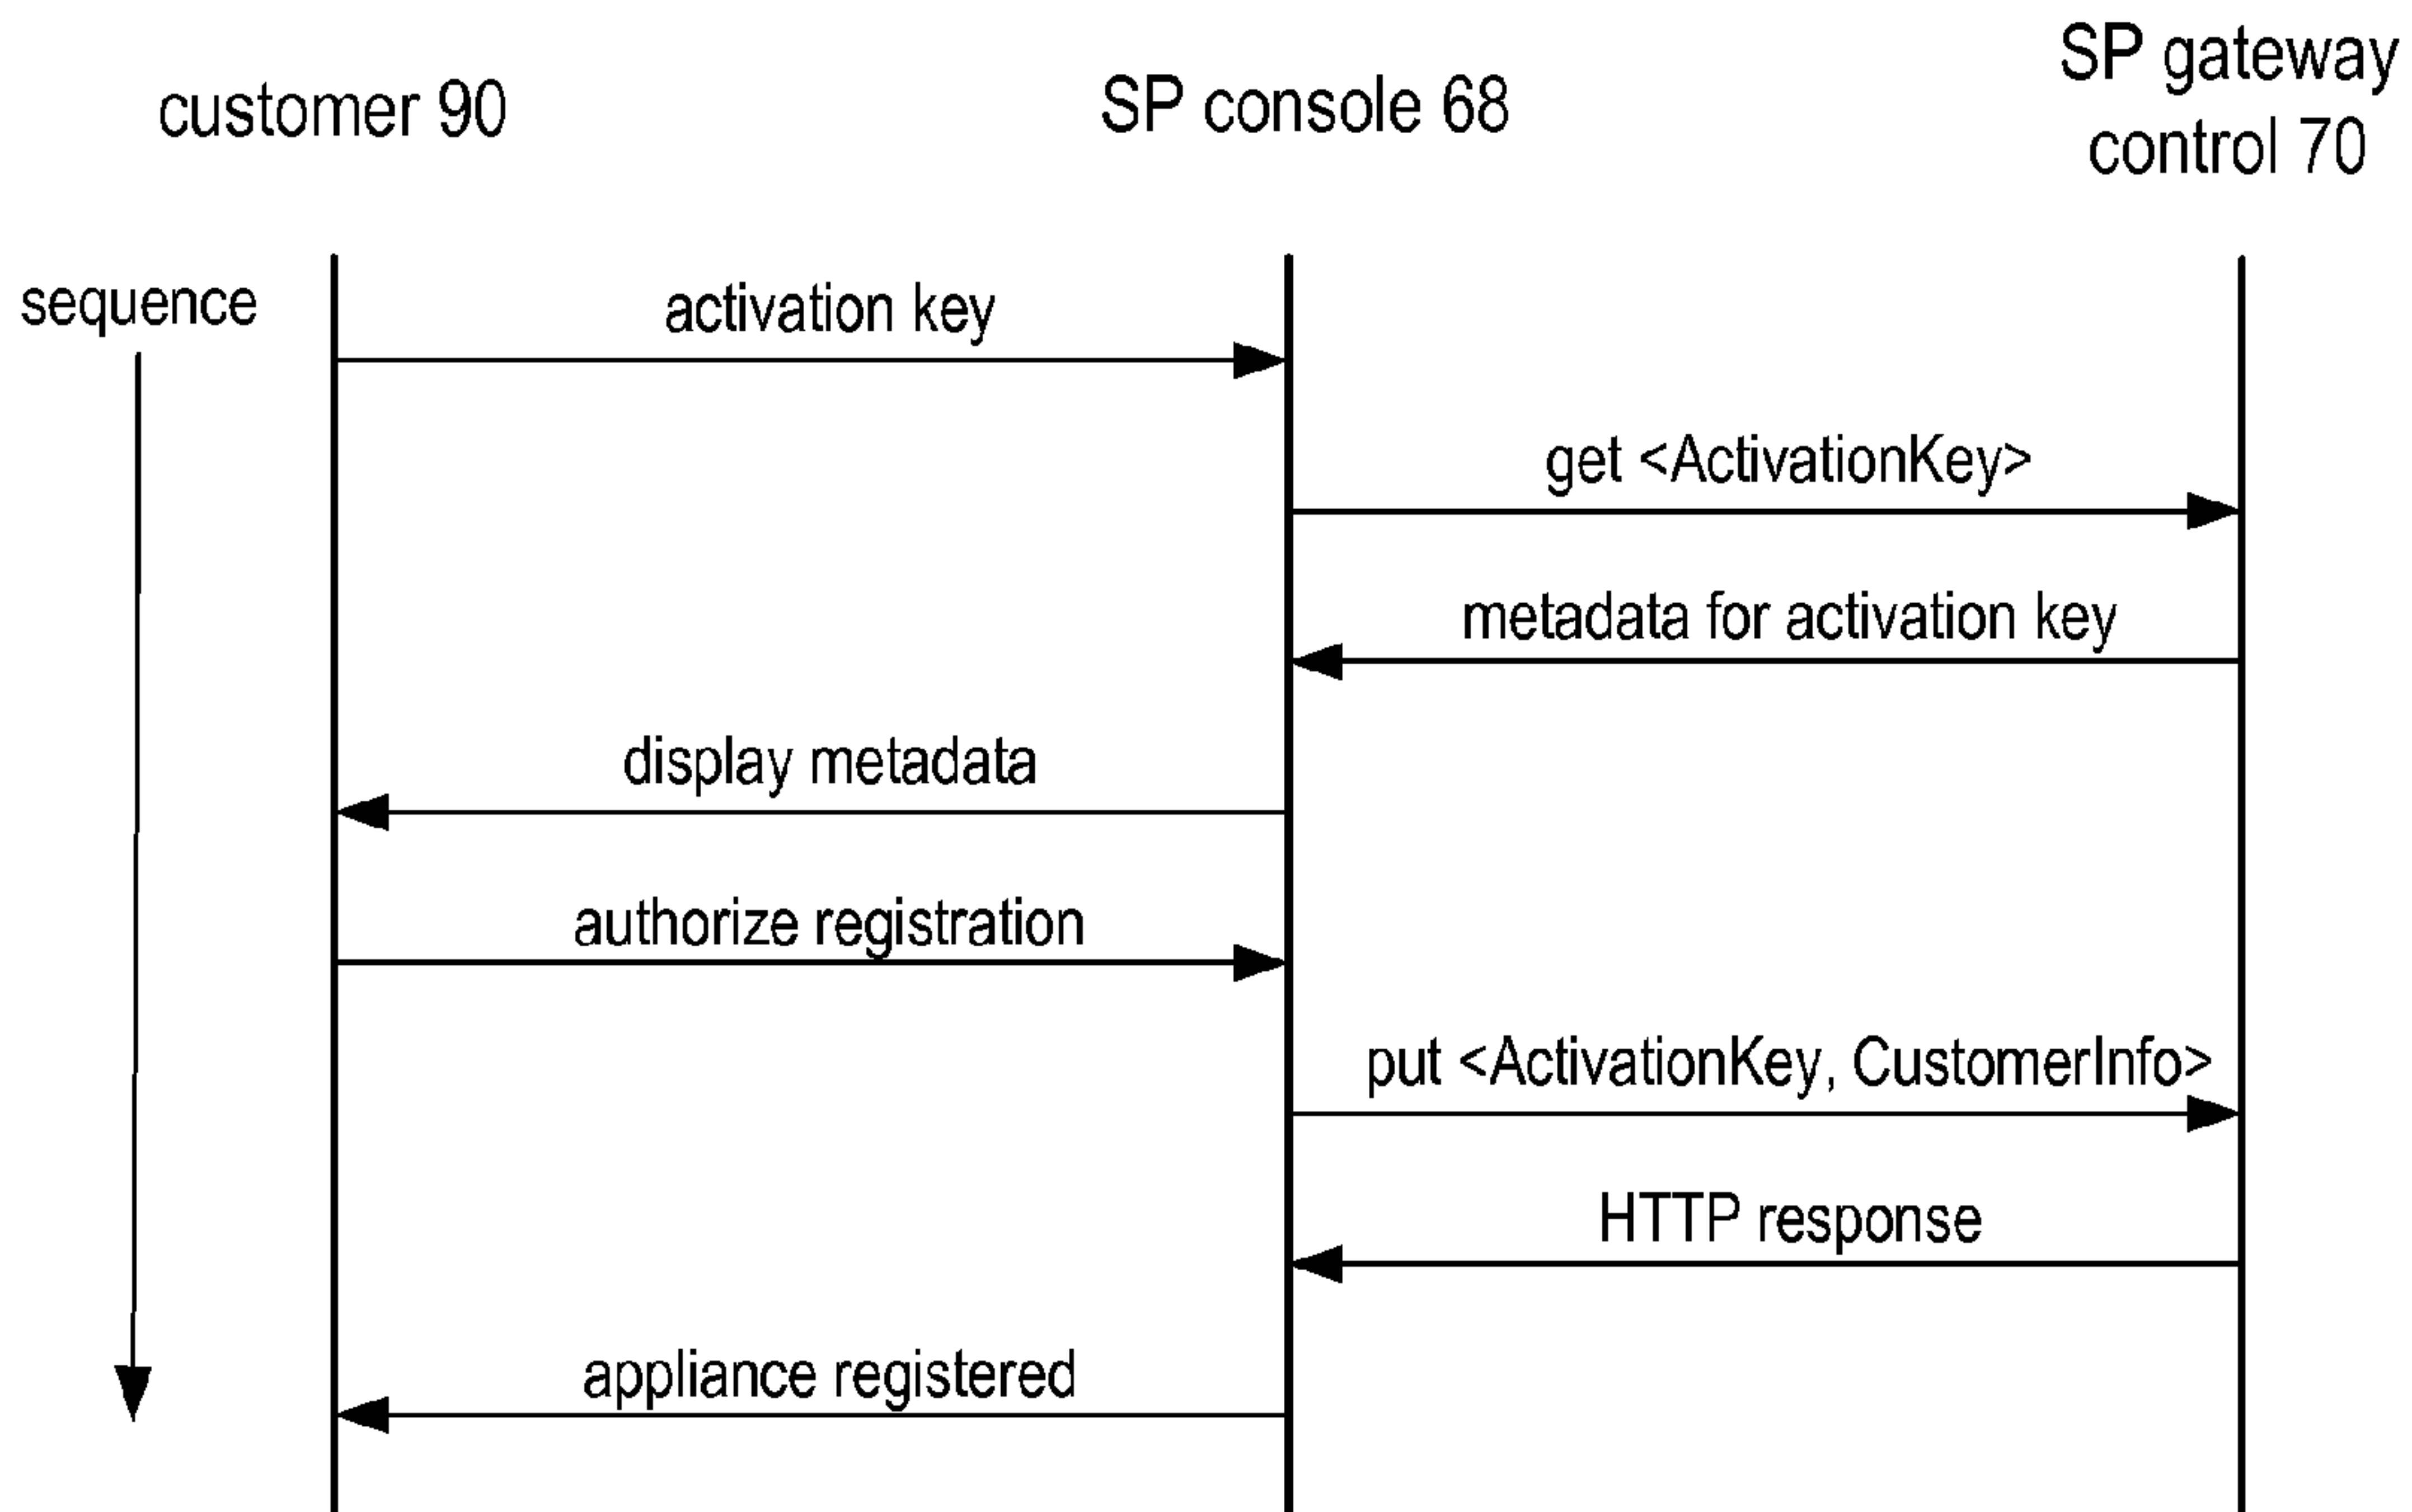 customer 90
SP console 68
SP gateway
control 70
sequence
activation key
get <ActivationKey>
metadata for activation key
display metadata
authorize registration
put <ActivationKey, CustomerInfo>
HTTP response
appliance registered